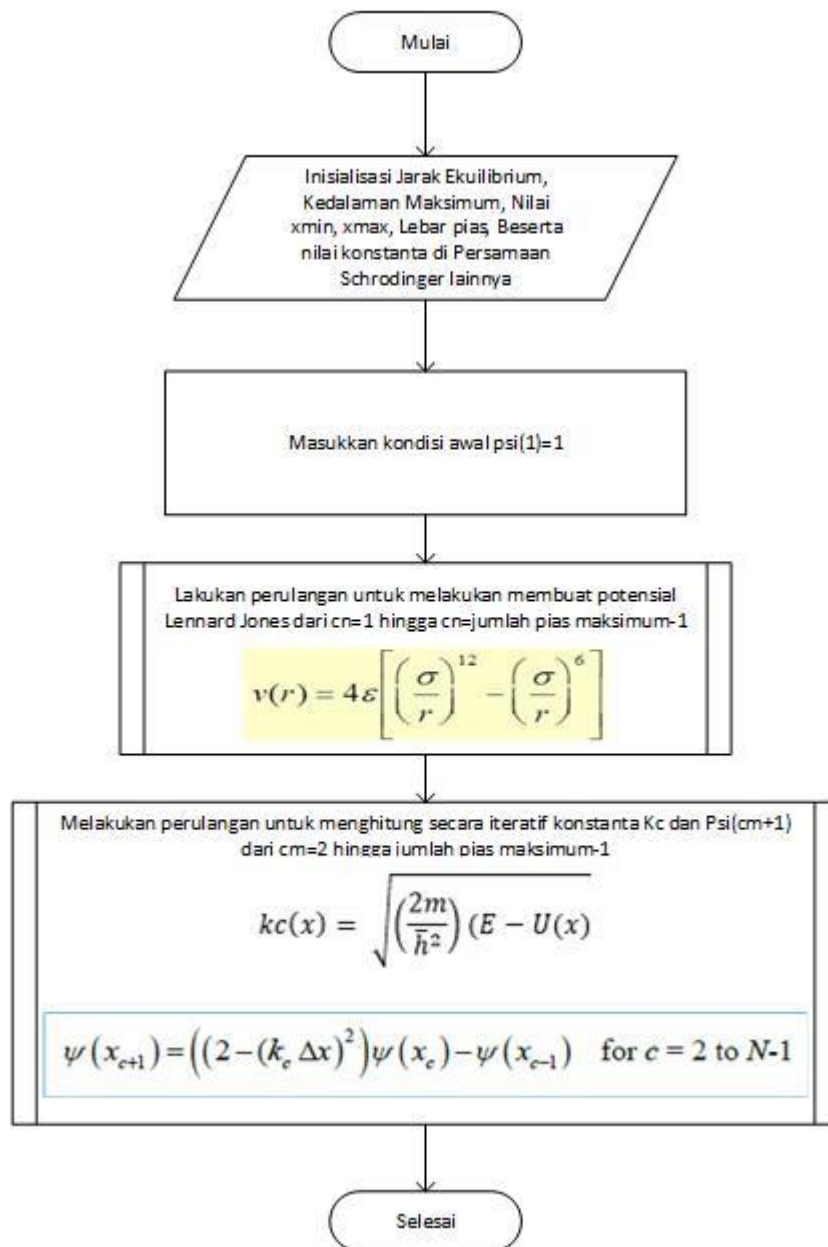 Mulai
Inisialisasi Jarak Ekuilibrium,
Kedalaman Maksimum, Nilai
xmin, xmax, Lebar pias, Beserta
nilai konstanta di Persamaan
Schrodinger lainnya
Masukkan kondisi awal psi(1)=1
Lakukan perulangan untuk melakukan membuat potensial
Lennard Jones dari cn=1 hingga cn=jumlah pias maksimum-1
v(r) = 4ε[(σ/r)^12 − (σ/r)^6]
Melakukan perulangan untuk menghitung secara iteratif konstanta Kc dan Psi(cm+1)
dari cm=2 hingga jumlah pias maksimum-1
kc(x) = √(2m/ħ²) (E − U(x)
ψ(x_{c+1}) = ((2−(k_c Δx)²)ψ(x_c)−ψ(x_{c−1}) for c = 2 to N-1
Selesai